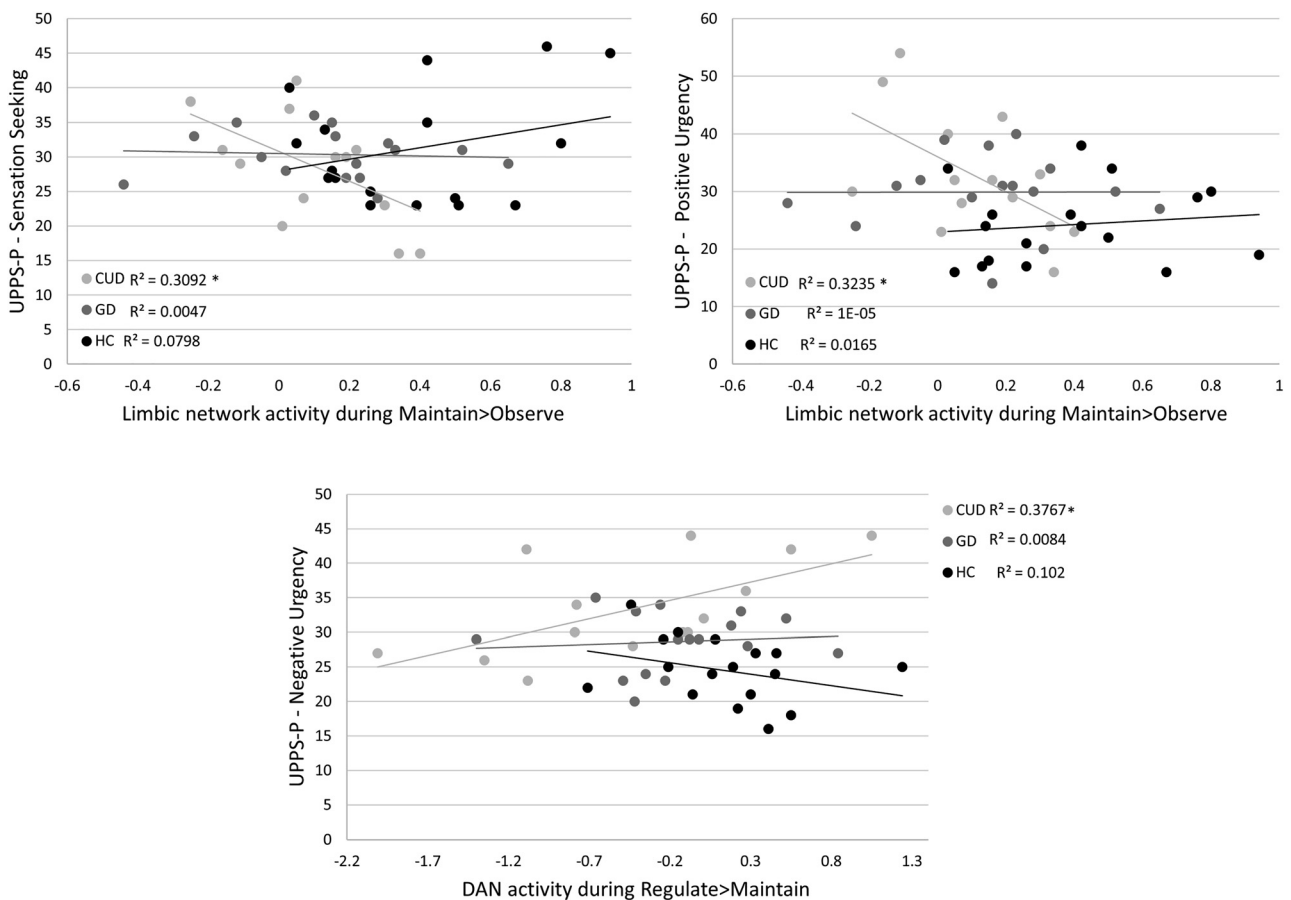 UPPS-P - Sensation Seeking
50
45
40
35
30
25
20
15
10
5
0
CUD R² = 0.3092 *
GD R² = 0.0047
HC R² = 0.0798
-0.6 -0.4 -0.2 0 0.2 0.4 0.6 0.8 1
Limbic network activity during Maintain>Observe
UPPS-P - Positive Urgency
60
50
40
30
20
10
0
CUD R² = 0.3235 *
GD R² = 1E-05
HC R² = 0.0165
-0.6 -0.4 -0.2 0 0.2 0.4 0.6 0.8 1
Limbic network activity during Maintain>Observe
UPPS-P - Negative Urgency
50
45
40
35
30
25
20
15
10
5
0
CUD R² = 0.3767*
GD R² = 0.0084
HC R² = 0.102
-2.2 -1.7 -1.2 -0.7 -0.2 0.3 0.8 1.3
DAN activity during Regulate>Maintain